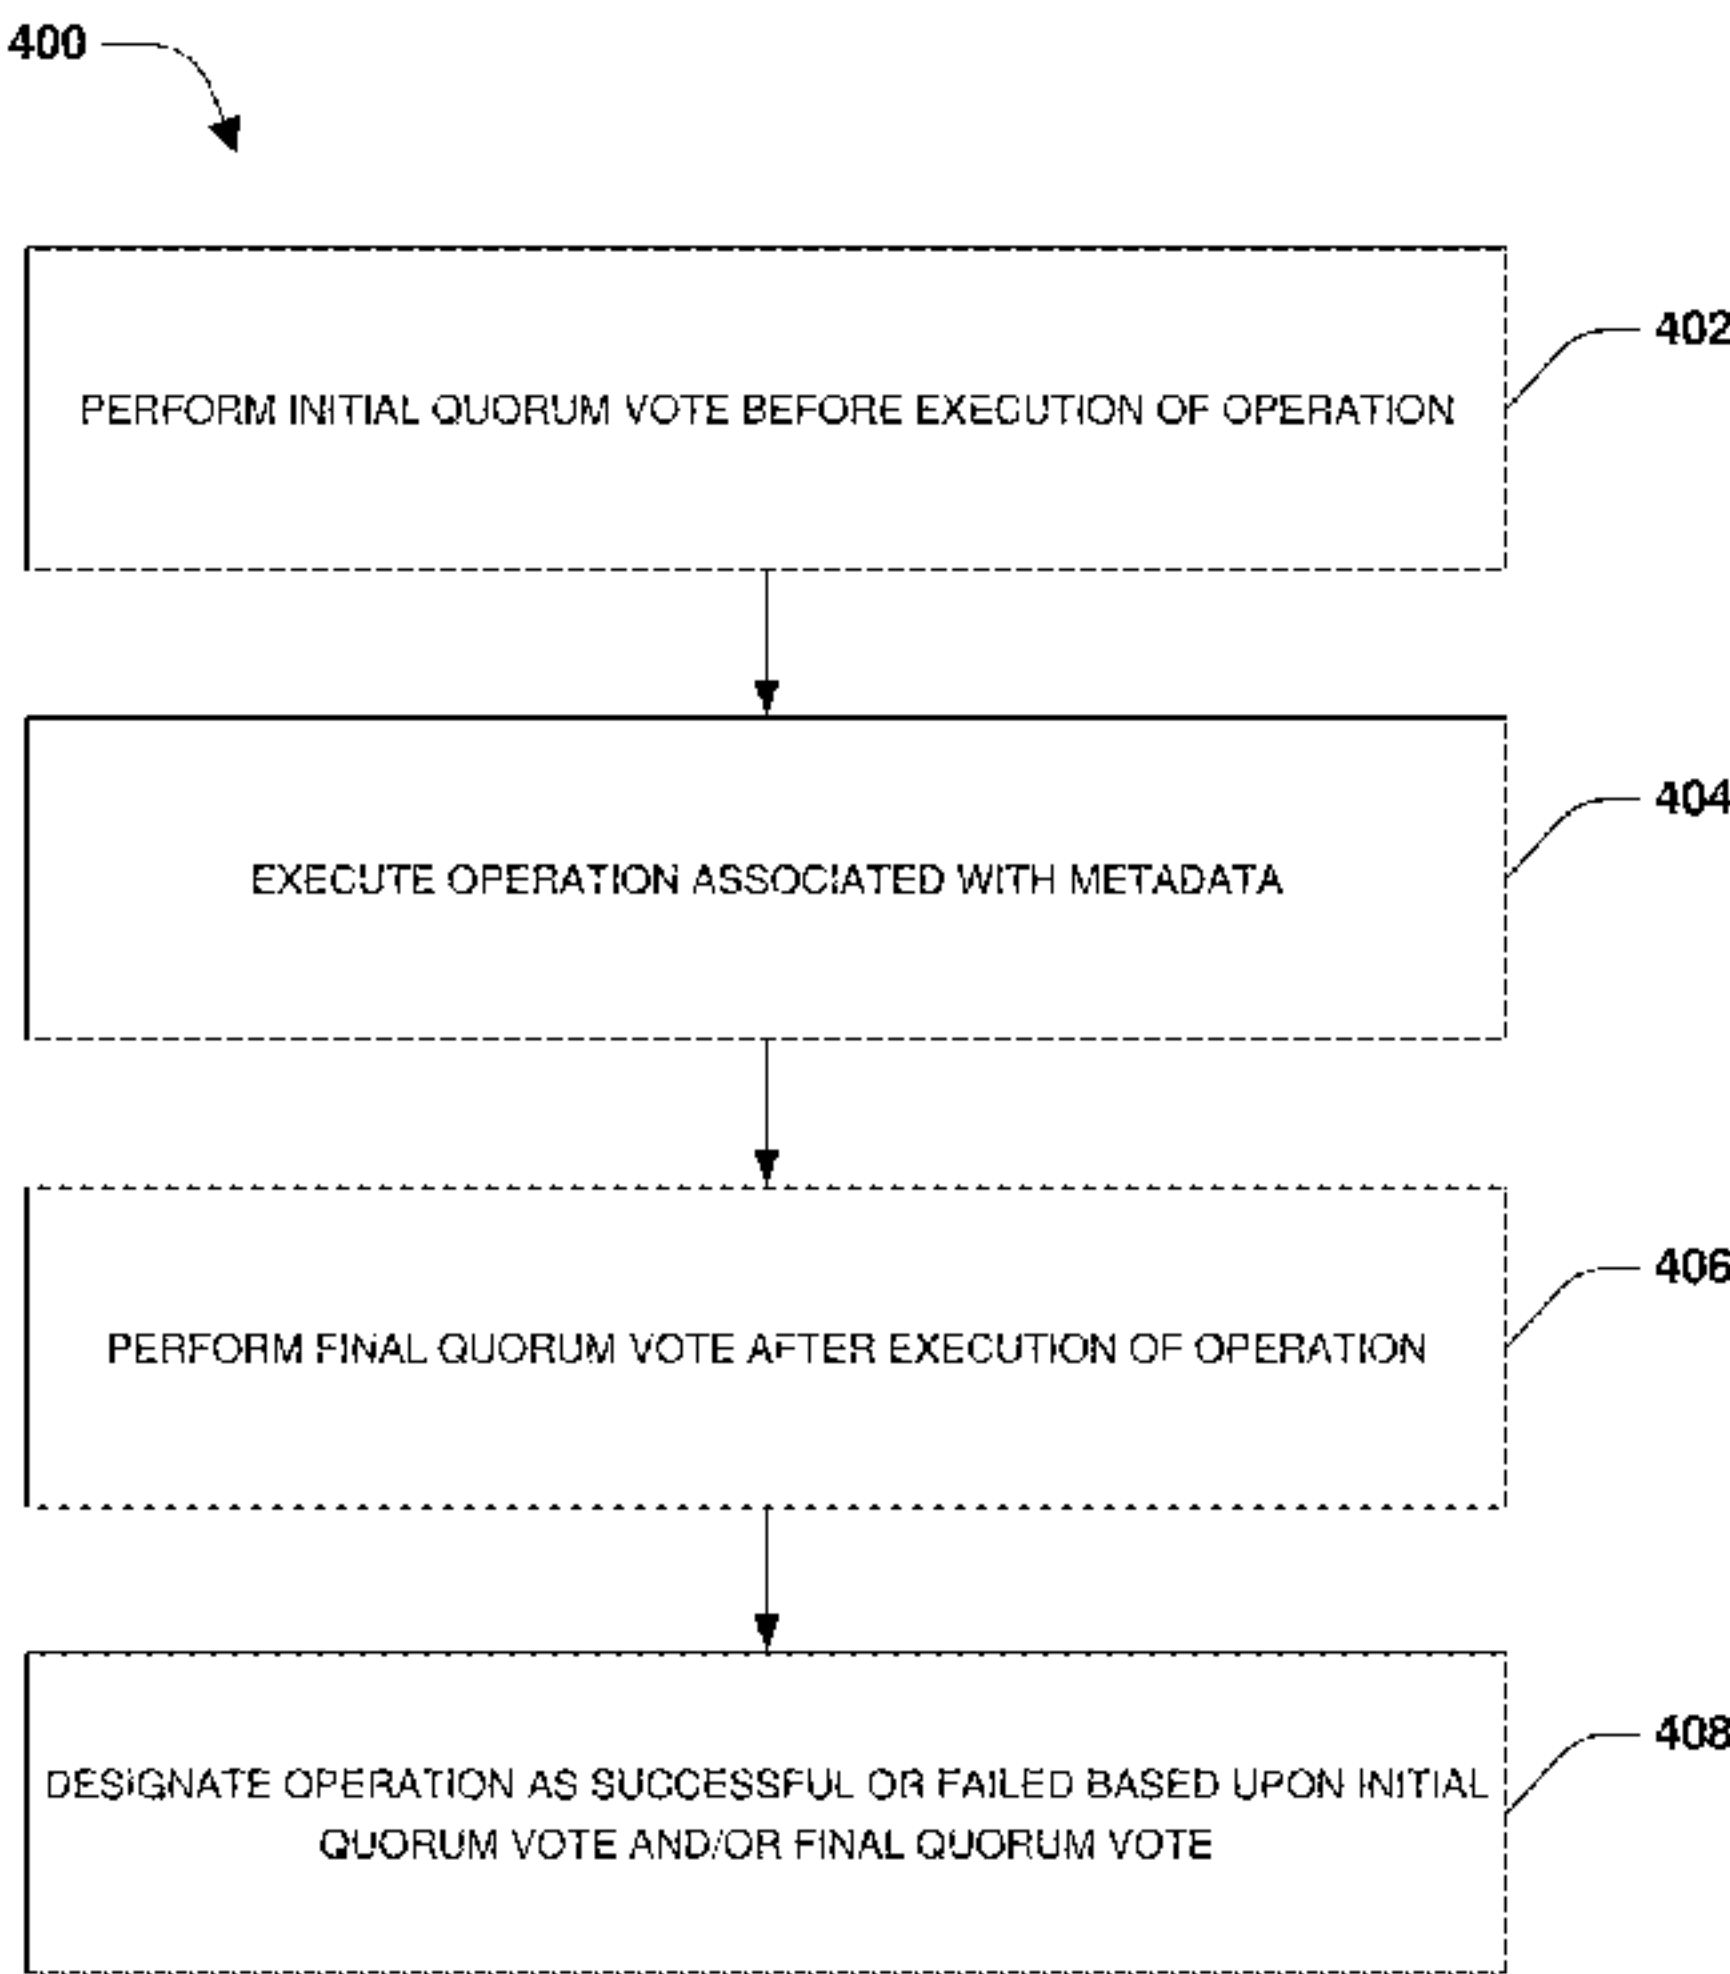 400
402
PERFORM INITIAL QUORUM VOTE BEFORE EXECUTION OF OPERATION
404
EXECUTE OPERATION ASSOCIATED WITH METADATA
406
PERFORM FINAL QUORUM VOTE AFTER EXECUTION OF OPERATION
408
DESIGNATE OPERATION AS SUCCESSFUL OR FAILED BASED UPON INITIAL
QUORUM VOTE AND/OR FINAL QUORUM VOTE